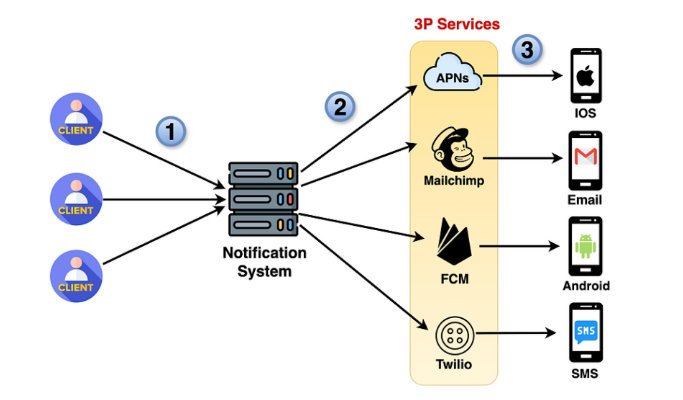 3P Services
1
2
3
CLIENT
CLIENT
CLIENT
Notification
System
APNs
Mailchimp
FCM
Twilio
IOS
Email
Android
SMS
SMS